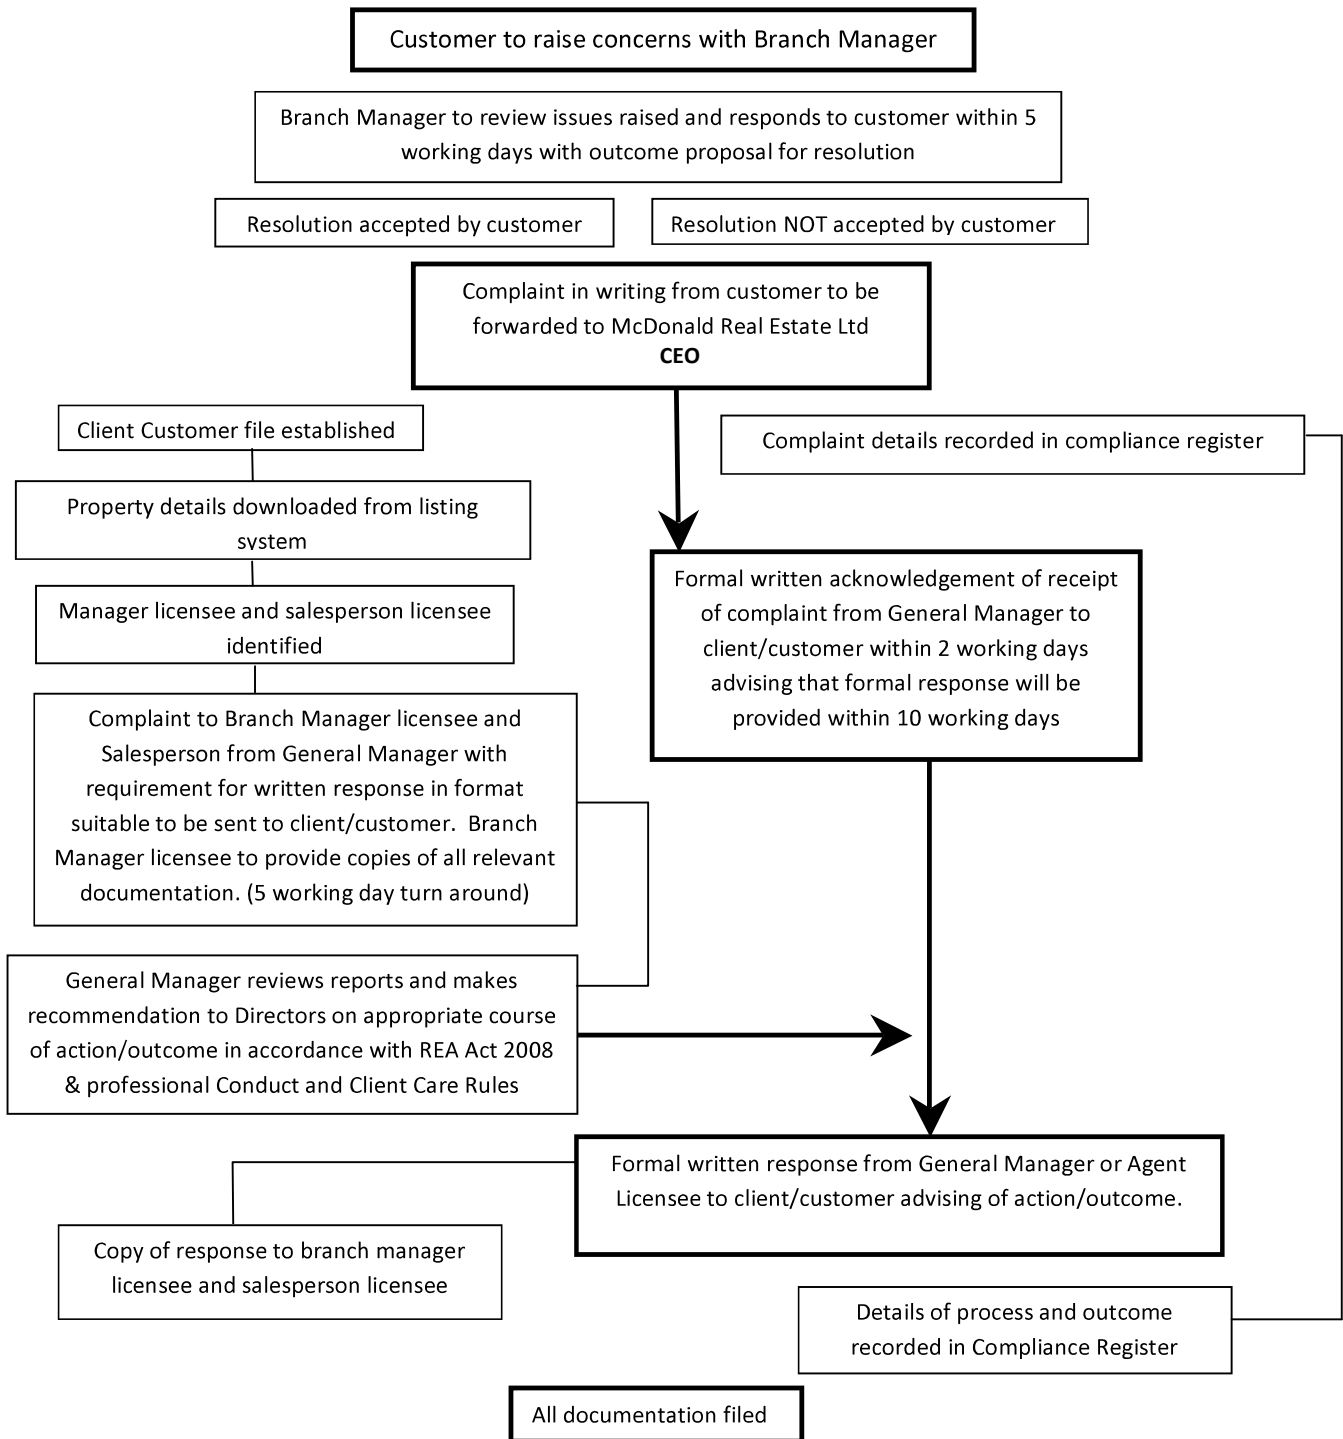 Customer to raise concerns with Branch Manager
Branch Manager to review issues raised and responds to customer within 5
working days with outcome proposal for resolution
Resolution accepted by customer
Resolution NOT accepted by customer
Complaint in writing from customer to be
forwarded to McDonald Real Estate Ltd
CEO
Client Customer file established
Complaint details recorded in compliance register
Property details downloaded from listing
system
Manager licensee and salesperson licensee
identified
Formal written acknowledgement of receipt
of complaint from General Manager to
client/customer within 2 working days
advising that formal response will be
provided within 10 working days
Complaint to Branch Manager licensee and
Salesperson from General Manager with
requirement for written response in format
suitable to be sent to client/customer.  Branch
Manager licensee to provide copies of all relevant
documentation. (5 working day turn around)
General Manager reviews reports and makes
recommendation to Directors on appropriate course
of action/outcome in accordance with REA Act 2008
& professional Conduct and Client Care Rules
Formal written response from General Manager or Agent
Licensee to client/customer advising of action/outcome.
Copy of response to branch manager
licensee and salesperson licensee
Details of process and outcome
recorded in Compliance Register
All documentation filed